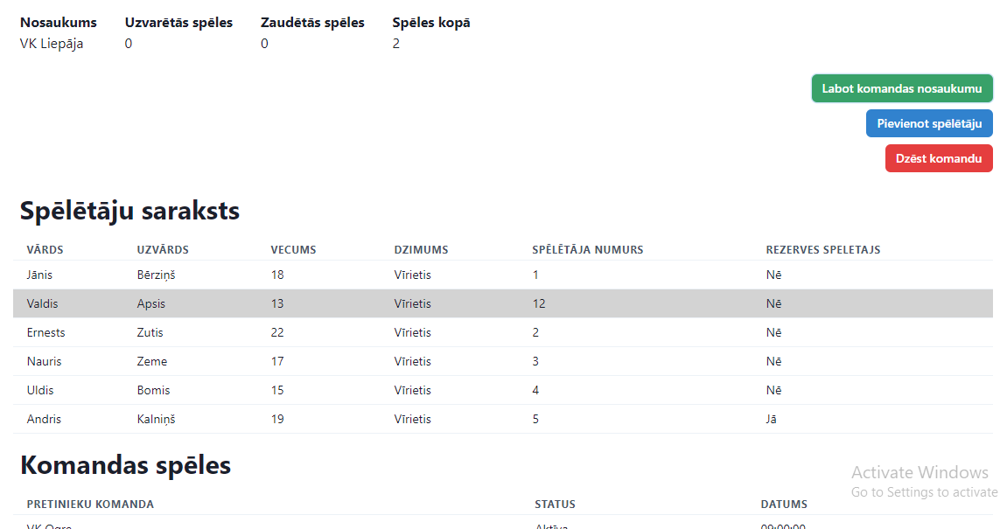 Nosaukums Uzvarētās spēles Zaudētās spēles Spēles kopā
VK Liepāja 0 0 2
Labot komandas nosaukumu
Pievienot spēlētāju
Dzēst komandu
Spēlētāju saraksts
VĀRDS UZVĀRDS VECUMS DZIMUMS SPĒLĒTĀJA NUMURS REZERVES SPELETAJS
Jānis Bērziņš 18 Vīrietis 1 Nē
Valdis Apsis 13 Vīrietis 12 Nē
Ernests Zutis 22 Vīrietis 2 Nē
Nauris Zeme 17 Vīrietis 3 Nē
Uldis Bomis 15 Vīrietis 4 Nē
Andris Kalniņš 19 Vīrietis 5 Jā
Komandas spēles
Activate Windows
Go to Settings to activate
PRETINIEKU KOMANDA STATUS DATUMS
VK Ogre Aktīva 09:00:00